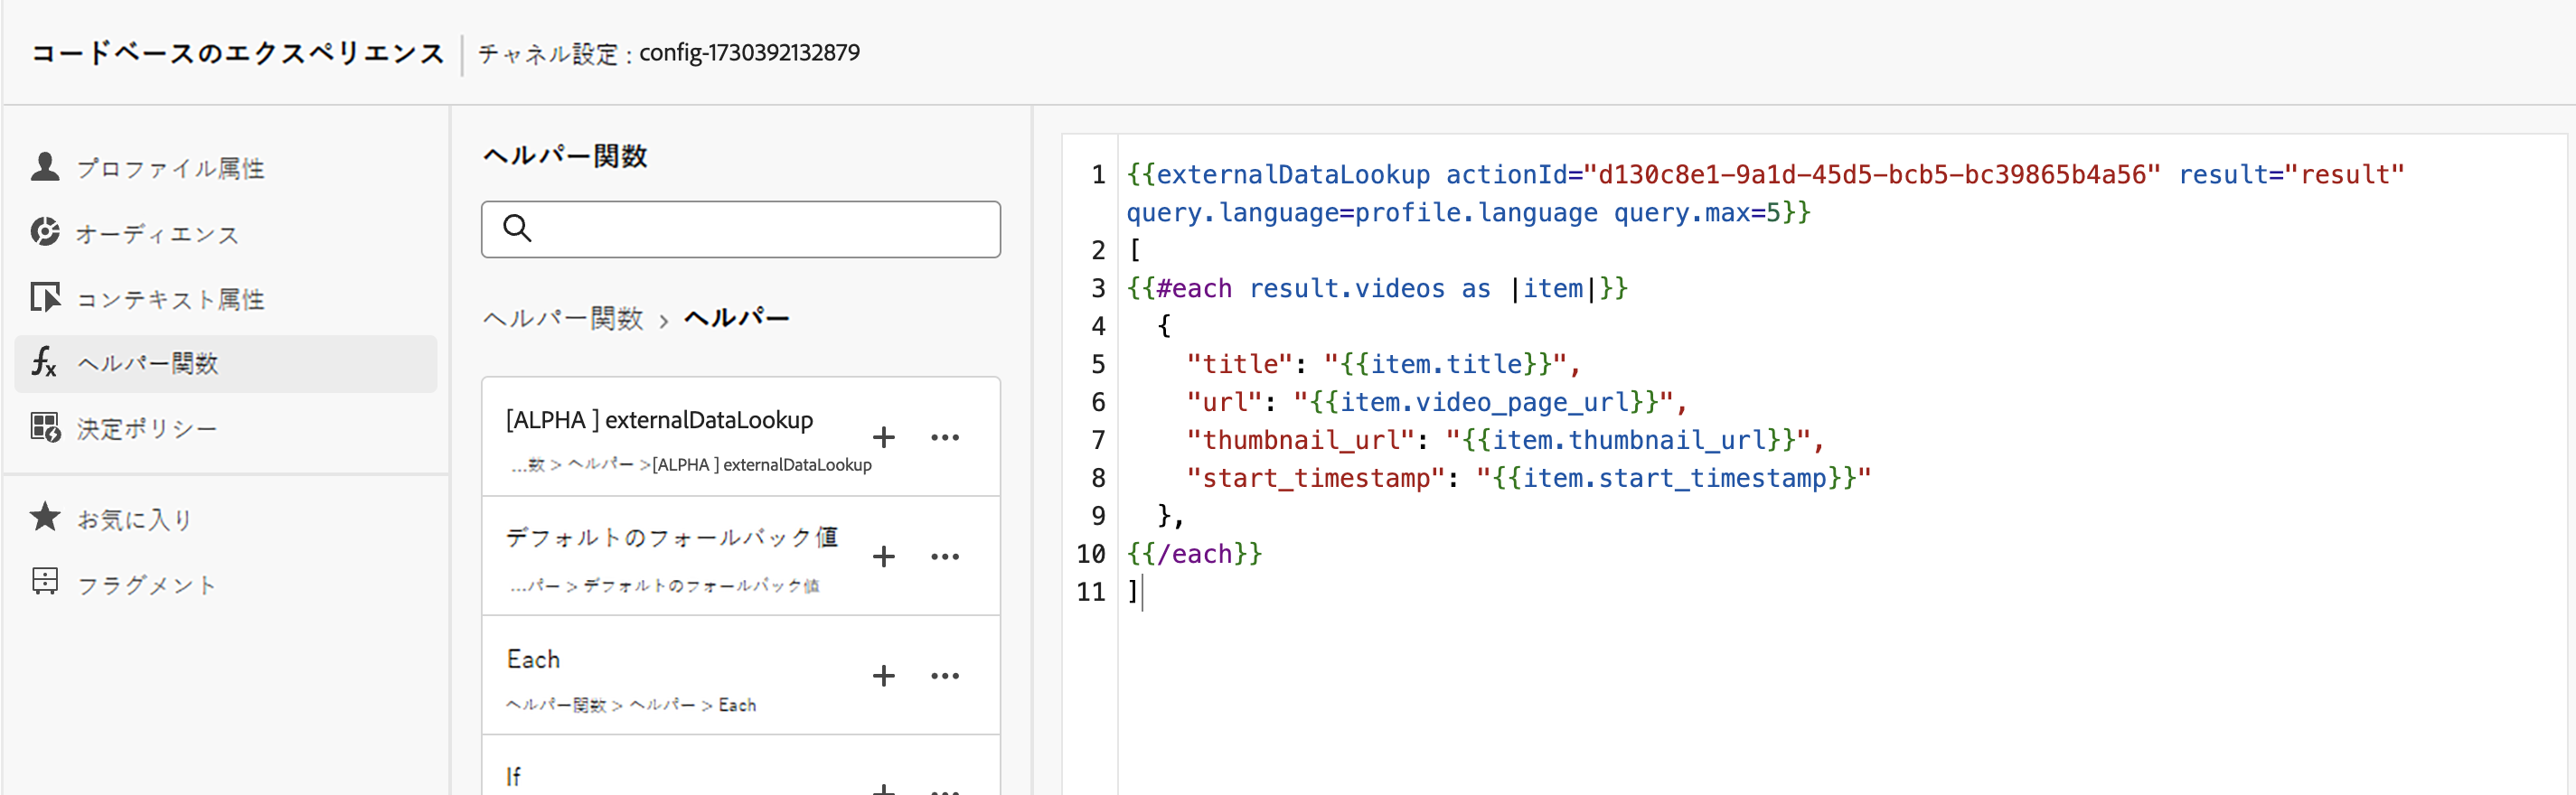 コードベースのエクスペリエンス
チャネル設定 : config-1730392132879
プロファイル属性
オーディエンス
コンテキスト属性
ヘルパー関数
決定ポリシー
お気に入り
フラグメント
ヘルパー関数
ヘルパー関数 > ヘルパー
[ALPHA ] externalDataLookup
...数 > ヘルパー >[ALPHA ] externalDataLookup
デフォルトのフォールバック値
...パー > デフォルトのフォールバック値
Each
ヘルパー関数 > ヘルパー > Each
If
1 {{externalDataLookup actionId="d130c8e1-9a1d-45d5-bcb5-bc39865b4a56" result="result"
query.language=profile.language query.max=5}}
2 [
3 {{#each result.videos as |item|}}
4 {
5 "title": "{{item.title}}",
6 "url": "{{item.video_page_url}}",
7 "thumbnail_url": "{{item.thumbnail_url}}",
8 "start_timestamp": "{{item.start_timestamp}}"
9 },
10 {{/each}}
11 ]